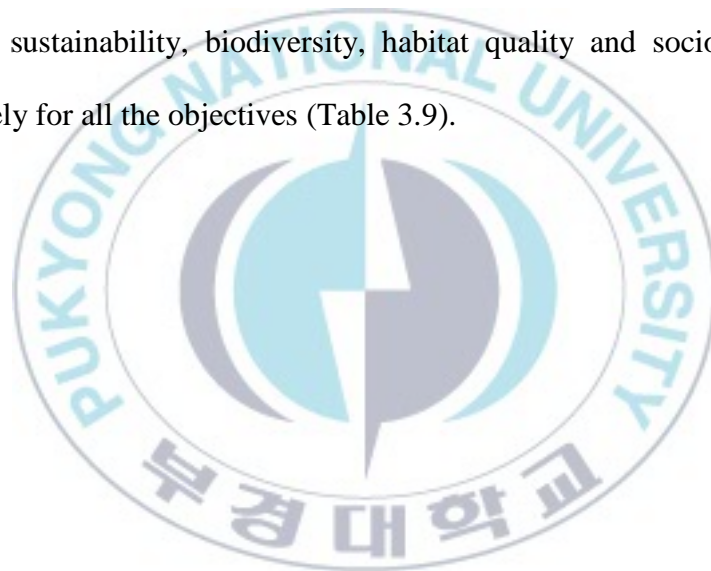 sustainability, biodiversity, habitat quality and socio
ely for all the objectives (Table 3.9).
PUKYONG NATIONAL UNIVERSITY
부경대학교